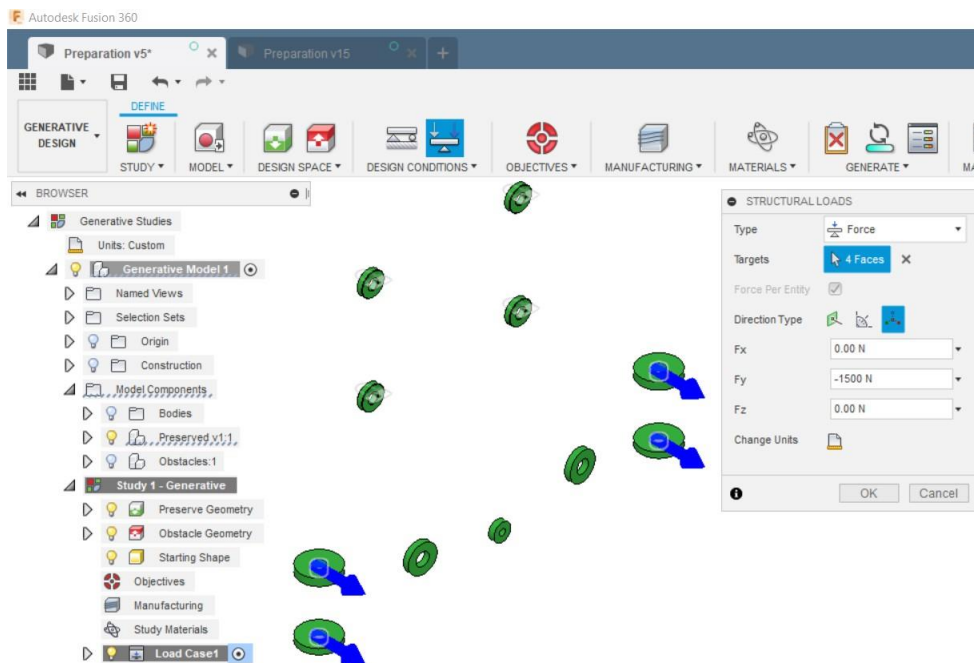 Autodesk Fusion 360
Preparation v5*
Preparation v15
GENERATIVE DESIGN
DEFINE
STUDY
MODEL
DESIGN SPACE
DESIGN CONDITIONS
OBJECTIVES
MANUFACTURING
MATERIALS
GENERATE
BROWSER
Generative Studies
Units: Custom
Generative Model 1
Named Views
Selection Sets
Origin
Construction
Model Components
Bodies
Preserved v1:1
Obstacles:1
Study 1 - Generative
Preserve Geometry
Obstacle Geometry
Starting Shape
Objectives
Manufacturing
Study Materials
Load Case1
STRUCTURAL LOADS
Type Force
Targets 4 Faces
Force Per Entity
Direction Type
Fx 0.00 N
Fy -1500 N
Fz 0.00 N
Change Units
OK Cancel